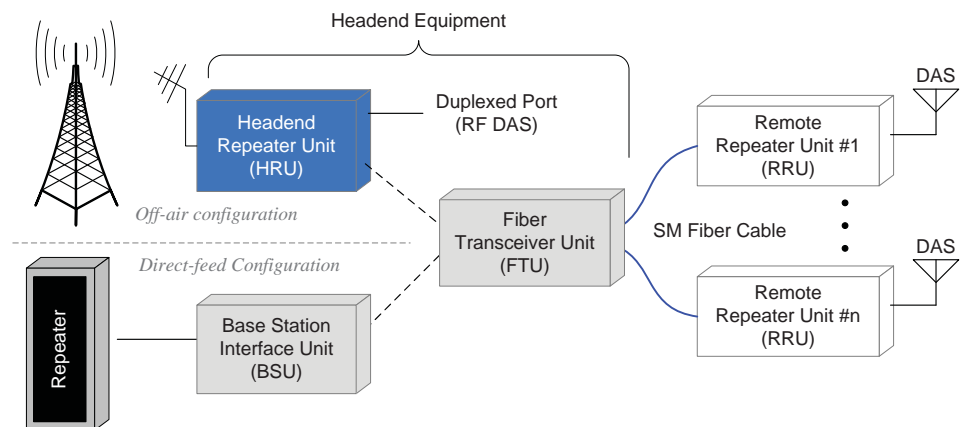 Headend Equipment
Headend
Repeater Unit
(HRU)
Duplexed Port
(RF DAS)
Off-air configuration
Direct-feed Configuration
Repeater
Base Station
Interface Unit
(BSU)
Fiber
Transceiver Unit
(FTU)
SM Fiber Cable
DAS
Remote
Repeater Unit #1
(RRU)
DAS
Remote
Repeater Unit #n
(RRU)